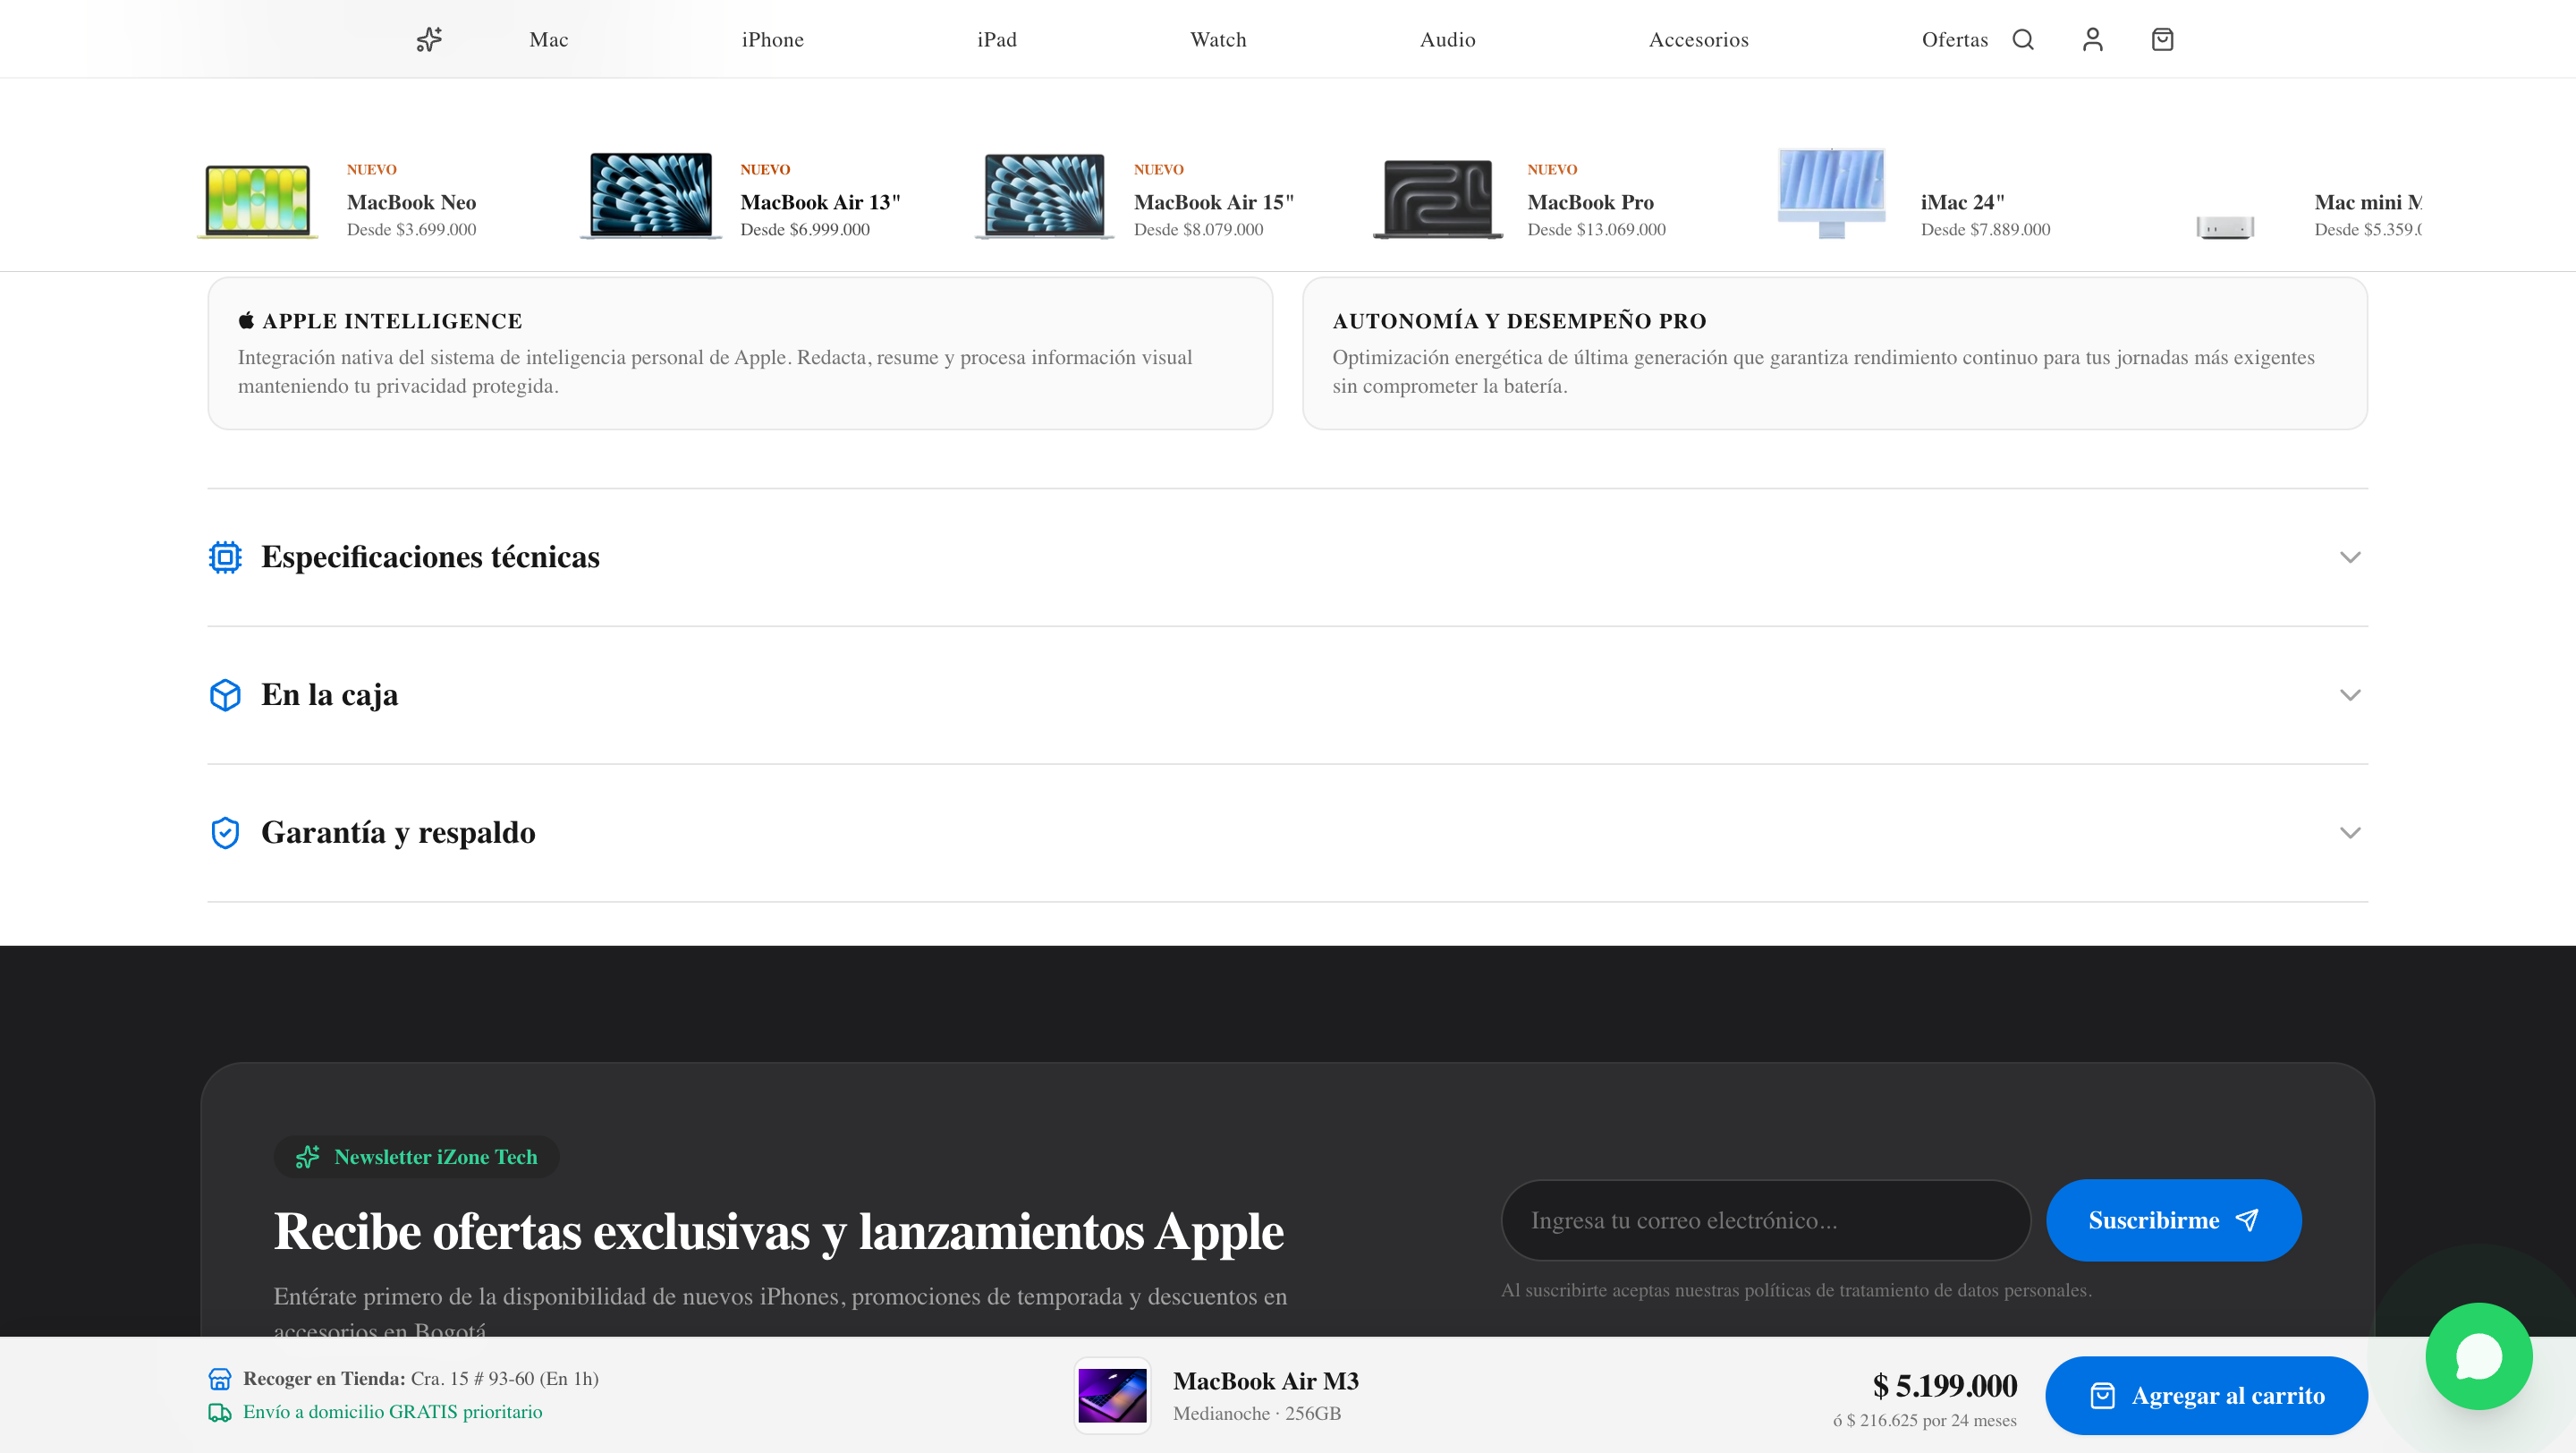 Mac
iPhone
iPad
Watch
Audio
Accesorios
Ofertas
NUEVO
MacBook Neo
Desde $3.699.000
NUEVO
MacBook Air 13"
Desde $6.999.000
NUEVO
MacBook Air 15"
Desde $8.079.000
NUEVO
MacBook Pro
Desde $13.069.000
iMac 24"
Desde $7.889.000
Mac mini
Desde
APPLE INTELLIGENCE
Integración nativa del sistema de inteligencia personal de Apple. Redacta, resume y procesa información visual
manteniendo tu privacidad protegida.
AUTONOMÍA Y DESEMPEÑO PRO
Optimización energética de última generación que garantiza rendimiento continuo para tus jornadas más exigentes
sin comprometer la batería.
Especificaciones técnicas
En la caja
Garantía y respaldo
Newsletter iZone Tech
Recibe ofertas exclusivas y lanzamientos Apple
Entérate primero de la disponibilidad de nuevos iPhones, promociones de temporada y descuentos en
accesorios en Bogotá
Ingresa tu correo electrónico...
Suscribirme
Al suscribirte aceptas nuestras políticas de tratamiento de datos personales.
Recoger en Tienda: Cra. 15 # 93-60 (En 1h)
Envío a domicilio GRATIS prioritario
MacBook Air M3
Medianoche · 256GB
$ 5.199.000
ó $ 216.625 por 24 meses
Agregar al carrito